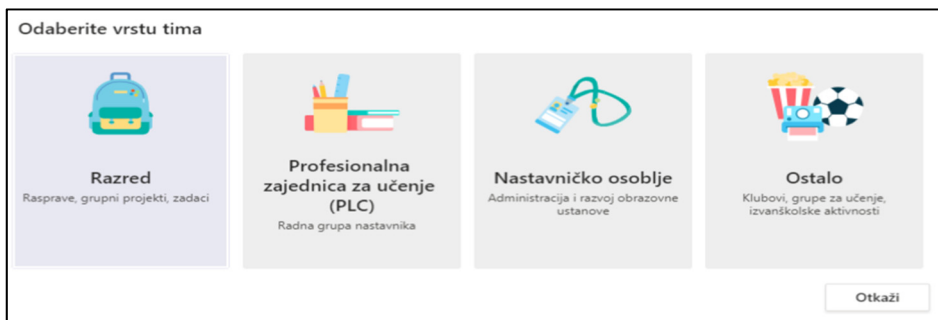 Odaberite vrstu tima
Razred
Rasprave, grupni projekti, zadaci
Profesionalna
zajednica za učenje
(PLC)
Radna grupa nastavnika
Nastavničko osoblje
Administracija i razvoj obrazovne
ustanove
Ostalo
Klubovi, grupe za učenje,
izvanškolske aktivnosti
Otkaži